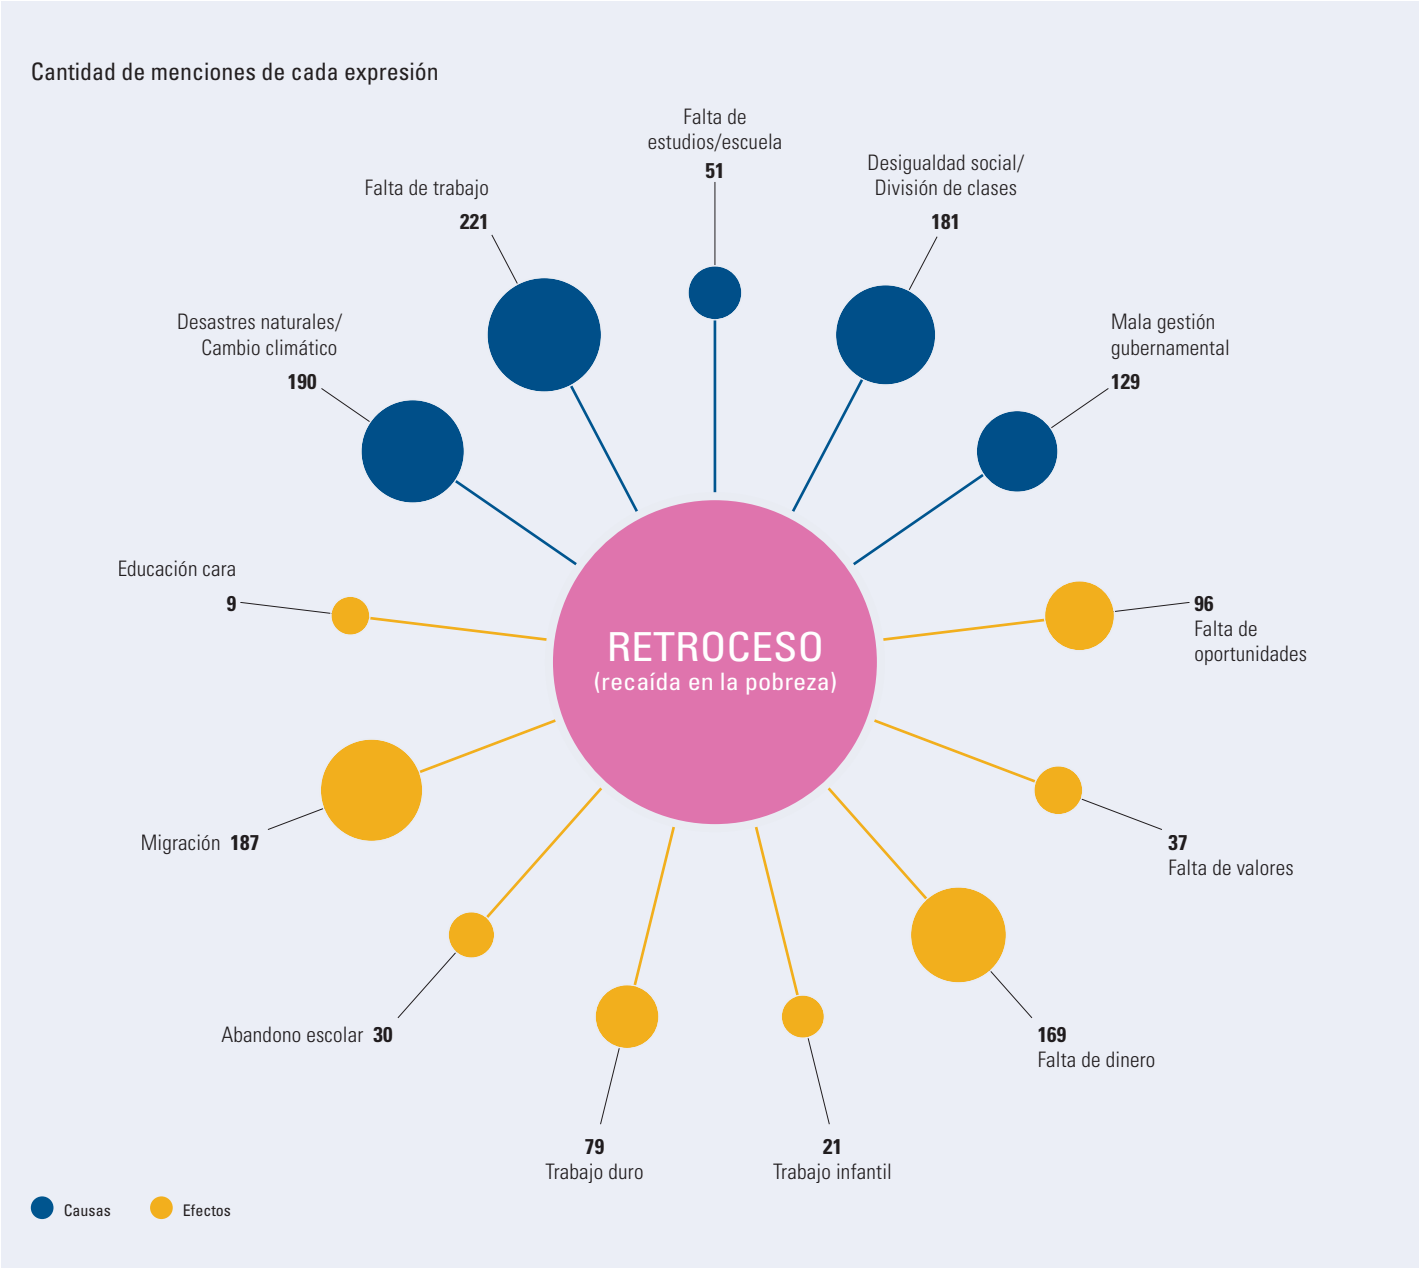 Cantidad de menciones de cada expresión
Falta de
estudios/escuela
51
Desigualdad social/
División de clases
181
Falta de trabajo
221
Desastres naturales/
Cambio climático
190
Mala gestión
gubernamental
129
Educación cara
9
96
Falta de
oportunidades
RETROCESO
(recaída en la pobreza)
Migración 187
37
Falta de valores
Abandono escolar 30
169
Falta de dinero
79
Trabajo duro
21
Trabajo infantil
Causas
Efectos